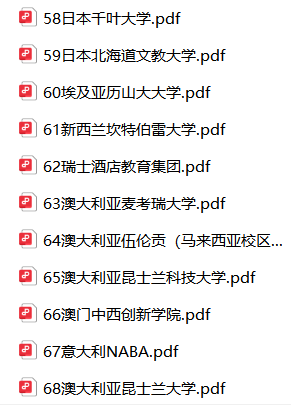 58日本千叶大学.pdf
59日本北海道文教大学.pdf
60埃及亚历山大大学.pdf
61新西兰坎特伯雷大学.pdf
62瑞士酒店教育集团.pdf
63澳大利亚麦考瑞大学.pdf
64澳大利亚伍伦贡（马来西亚校区...
65澳大利亚昆士兰科技大学.pdf
66澳门中西创新学院.pdf
67意大利NABA.pdf
68澳大利亚昆士兰大学.pdf